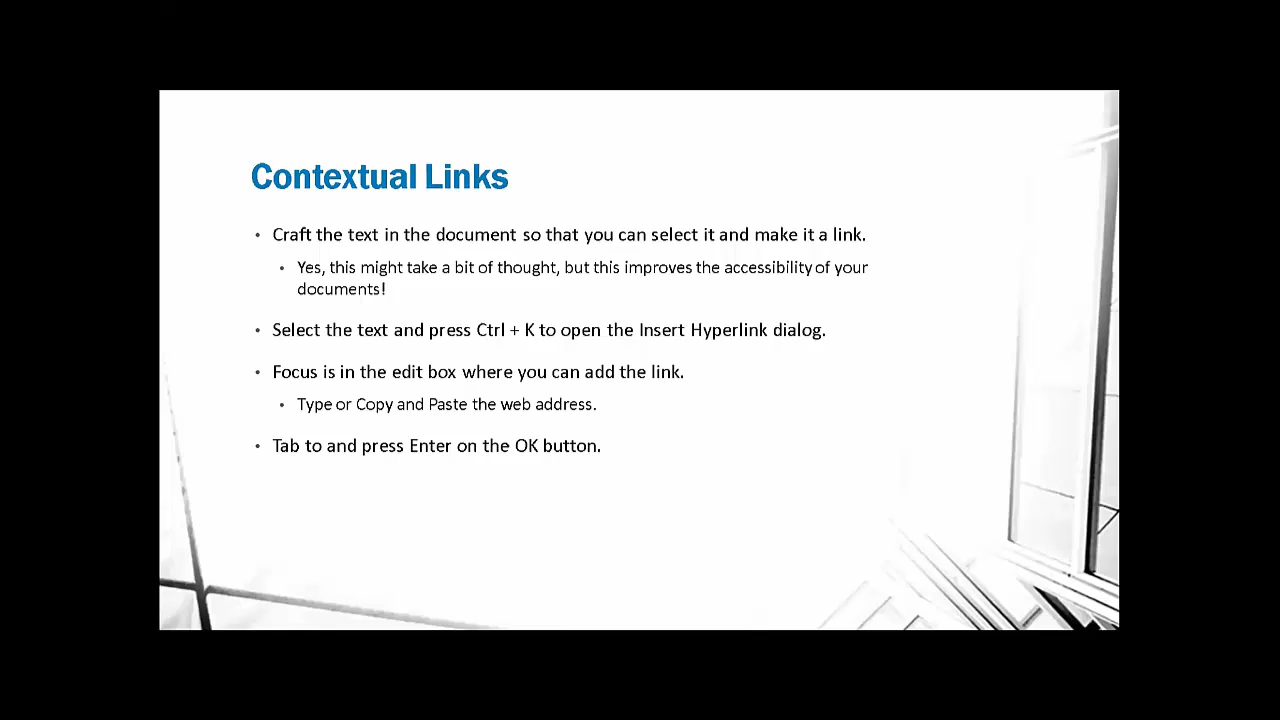 Contextual Links
• Craft the text in the document so that you can select it and make it a link.
• Yes, this might take a bit of thought, but this improves the accessibility of your
documents!
• Select the text and press Ctrl + K to open the Insert Hyperlink dialog.
• Focus is in the edit box where you can add the link.
• Type or Copy and Paste the web address.
• Tab to and press Enter on the OK button.